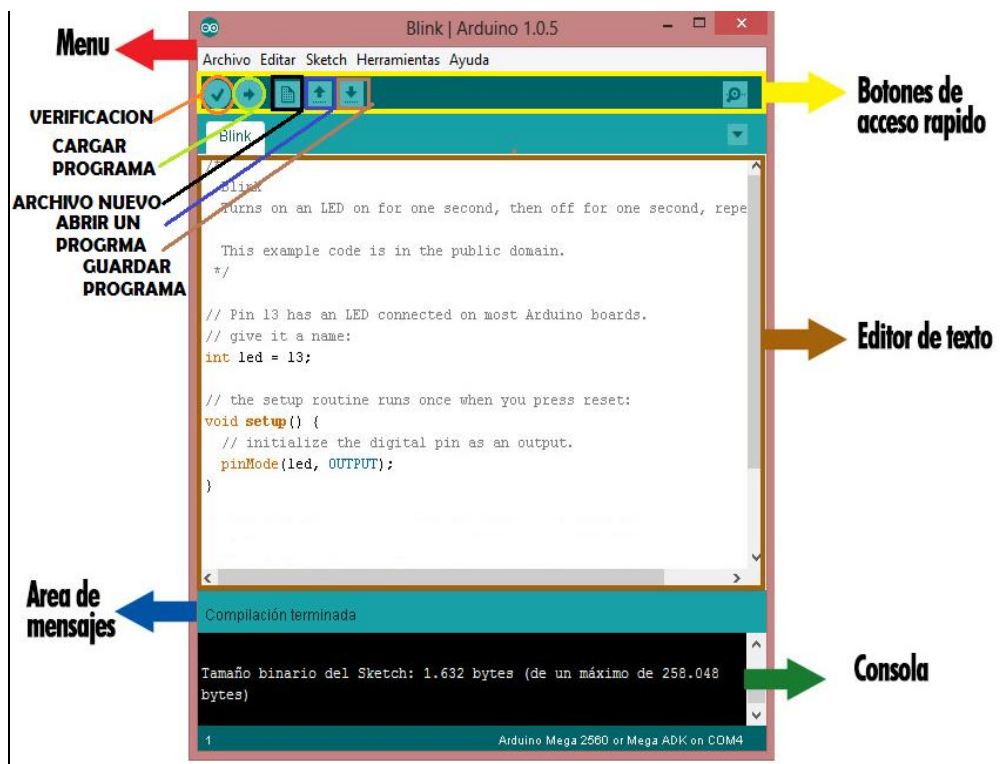 Blink | Arduino 1.0.5
Menu
Archivo Editar Sketch Herramientas Ayuda
VERIFICACION
CARGAR
PROGRAMA
ARCHIVO NUEVO
ABRIR UN
PROGRMA
GUARDAR
PROGRAMA
Botones de
acceso rapido
Blink
/*
Blink
Turns on an LED on for one second, then off for one second, repe
This example code is in the public domain.
*/
// Pin 13 has an LED connected on most Arduino boards.
// give it a name:
int led = 13;
// the setup routine runs once when you press reset:
void setup() {
// initialize the digital pin as an output.
pinMode(led, OUTPUT);
}
Editor de texto
Area de
mensajes
Compilación terminada
Tamaño binario del Sketch: 1.632 bytes (de un máximo de 258.048
bytes)
Consola
1 Arduino Mega 2560 or Mega ADK on COM4